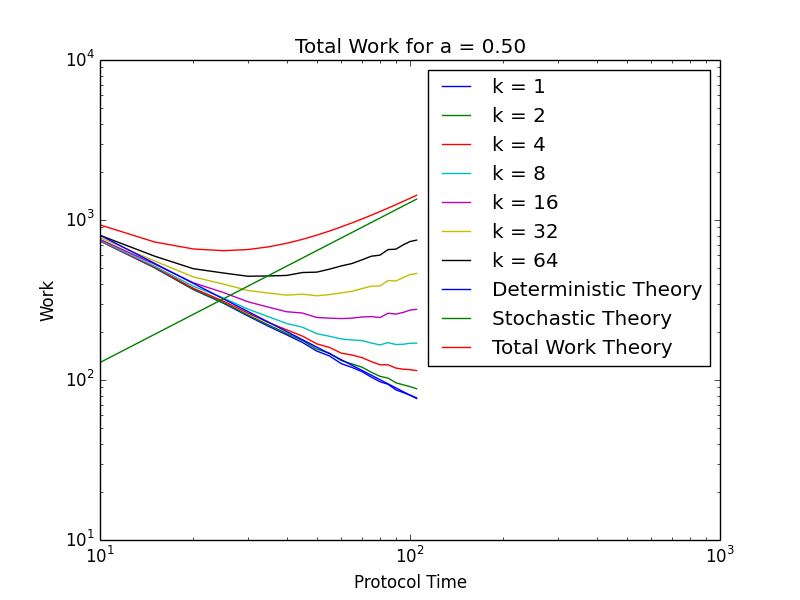 Total Work for a = 0.50
10^4
10^3
10^2
10^1
Work
k = 1
k = 2
k = 4
k = 8
k = 16
k = 32
k = 64
Deterministic Theory
Stochastic Theory
Total Work Theory
10^1
10^2
10^3
Protocol Time